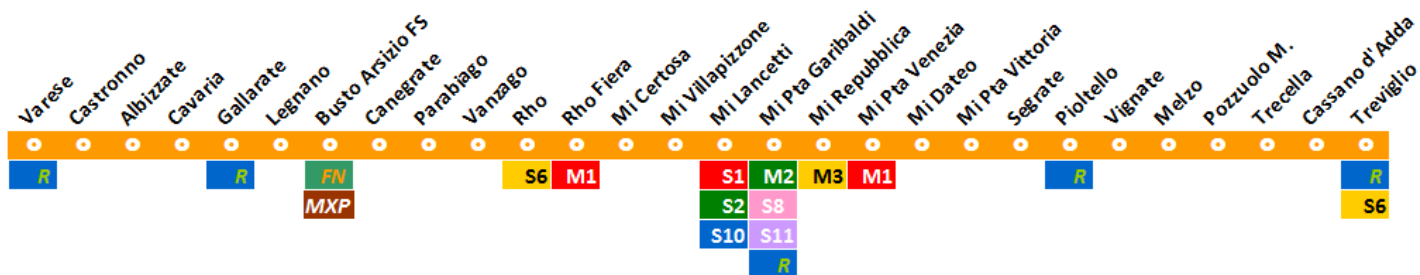 Varese
Castronno
Albizzate
Cavaria
Gallarate
Legnano
Busto Arsizio FS
Canegrate
Parabiago
Vanzago
Rho
Rho Fiera
Mi Certosa
Mi Villapizzone
Mi Lancetti
Mi Pta Garibaldi
Mi Repubblica
Mi Pta Venezia
Mi Dateo
Mi Pta Vittoria
Segrate
Pioltello
Vignate
Melzo
Pozzuolo M.
Trecella
Cassano d'Adda
Treviglio
R R FN S6 M1 S1 M2 M3 M1 R R
MXP S2 S8 S6
S10 S11
R